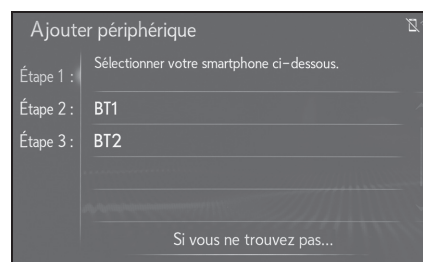 Ajouter périphérique
Sélectionner votre smartphone ci-dessous.
Étape 1 :
Étape 2 : BT1
Étape 3 : BT2
Si vous ne trouvez pas...